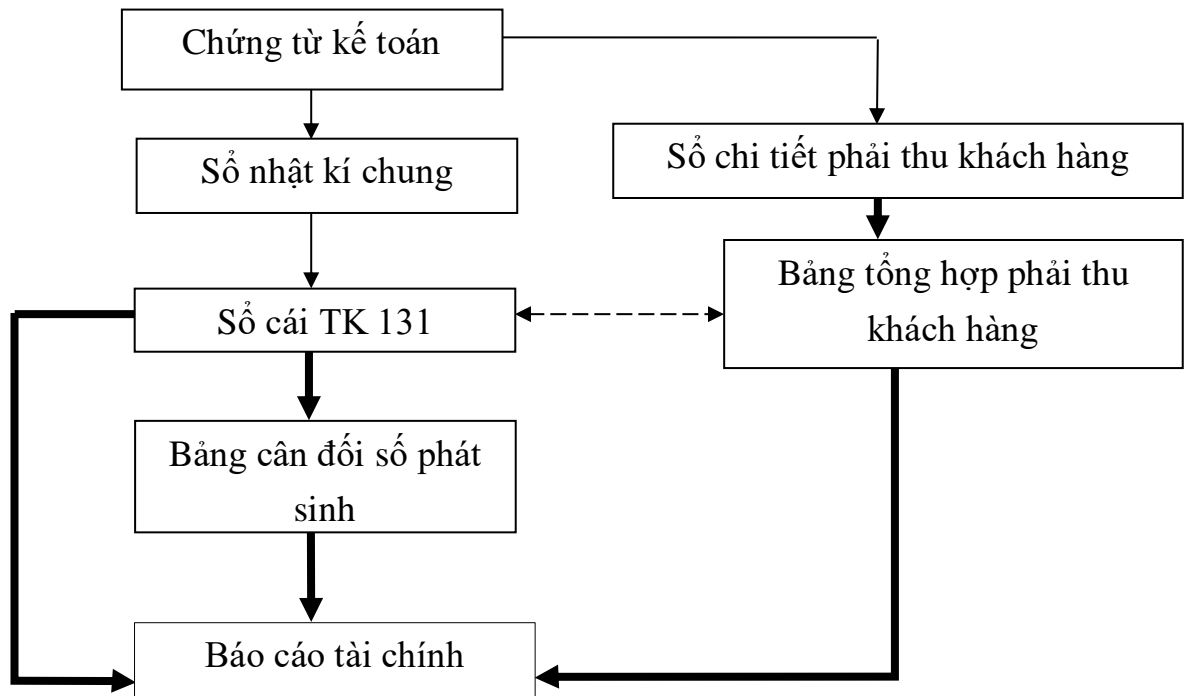 Chứng từ kế toán
Sổ nhật kí chung
Sổ chi tiết phải thu khách hàng
Bảng tổng hợp phải thu
khách hàng
Sổ cái TK 131
Bảng cân đối số phát
sinh
Báo cáo tài chính